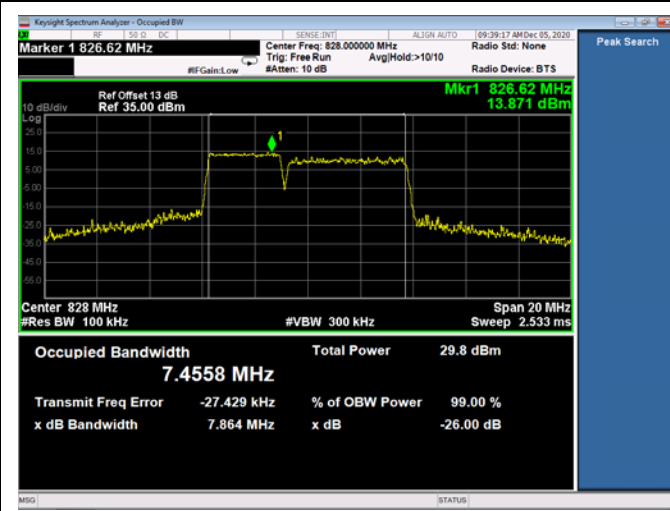 Keysight Spectrum Analyzer - Occupied BW
RF 50 Ω DC SENSE:INT ALIGN AUTO 09:39:17 AM Dec 05, 2020
Marker 1 826.62 MHz
Center Freq: 828.000000 MHz Radio Std: None
Trig: Free Run Avg|Hold:>10/10
#IFGain:Low #Atten: 10 dB Radio Device: BTS
Peak Search
Ref Offset 13 dB Mkr1 826.62 MHz
10 dB/div Ref 35.00 dBm 13.871 dBm
Log
25.0
15.0
5.00
-5.00
-15.0
-25.0
-35.0
-45.0
-55.0
1
Center 828 MHz Span 20 MHz
#Res BW 100 kHz #VBW 300 kHz Sweep 2.533 ms
Occupied Bandwidth Total Power 29.8 dBm
7.4558 MHz
Transmit Freq Error -27.429 kHz % of OBW Power 99.00 %
x dB Bandwidth 7.864 MHz x dB -26.00 dB
MSG STATUS